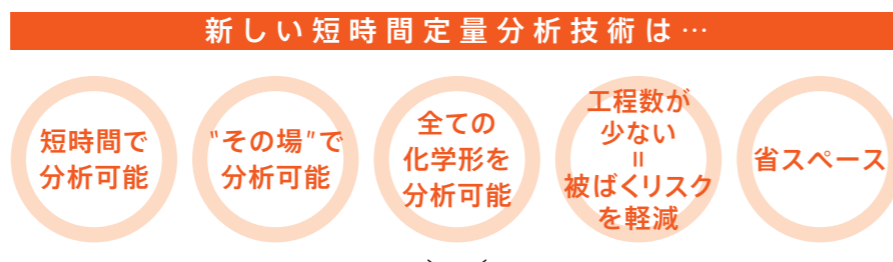 新しい短時間定量分析技術は…
短時間で
分析可能
"その場"で
分析可能
全ての
化学形を
分析可能
工程数が
少ない
=
被ばくリスク
を軽減
省スペース